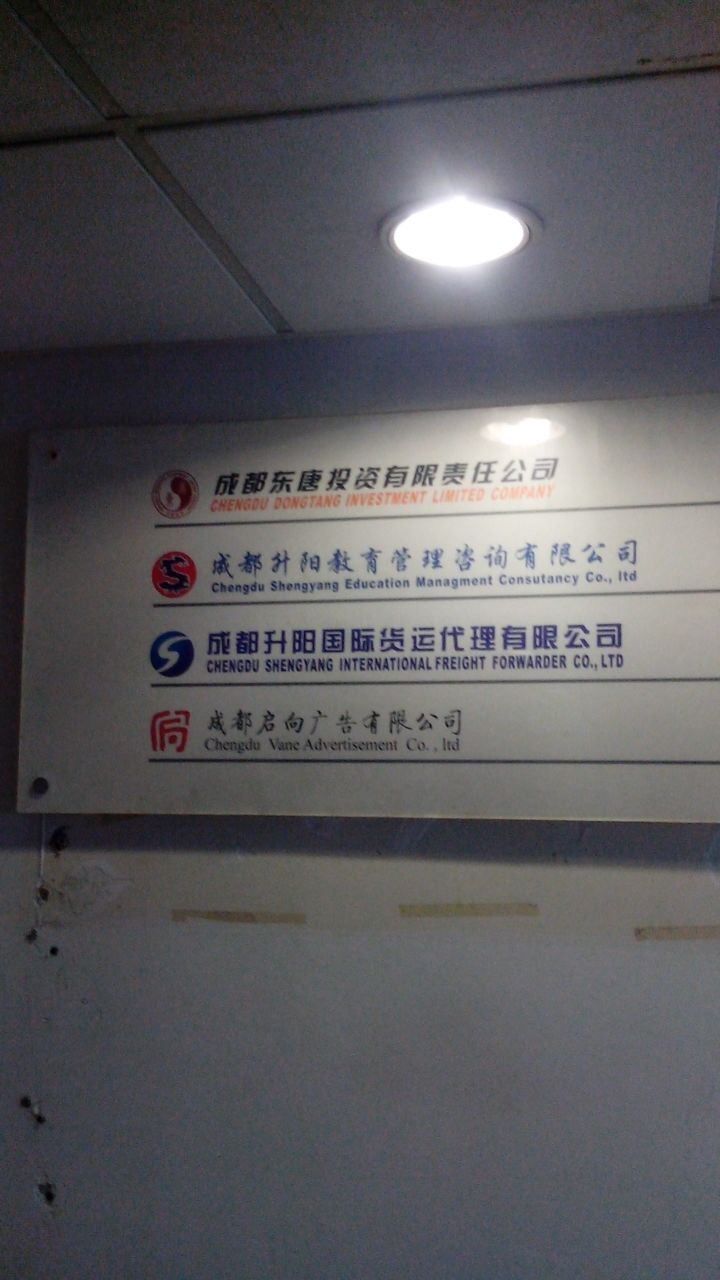 成都东唐投资有限责任公司
CHENGDU DONGTANG INVESTMENT LIMITED COMPANY
成都升阳教育管理咨询有限公司
Chengdu Shengyang Education Managment Consutancy Co., ltd
成都升阳国际货运代理有限公司
CHENGDU SHENGYANG INTERNATIONAL FREIGHT FORWARDER CO., LTD
成都启向广告有限公司
Chengdu Vane Advertisement Co. , ltd